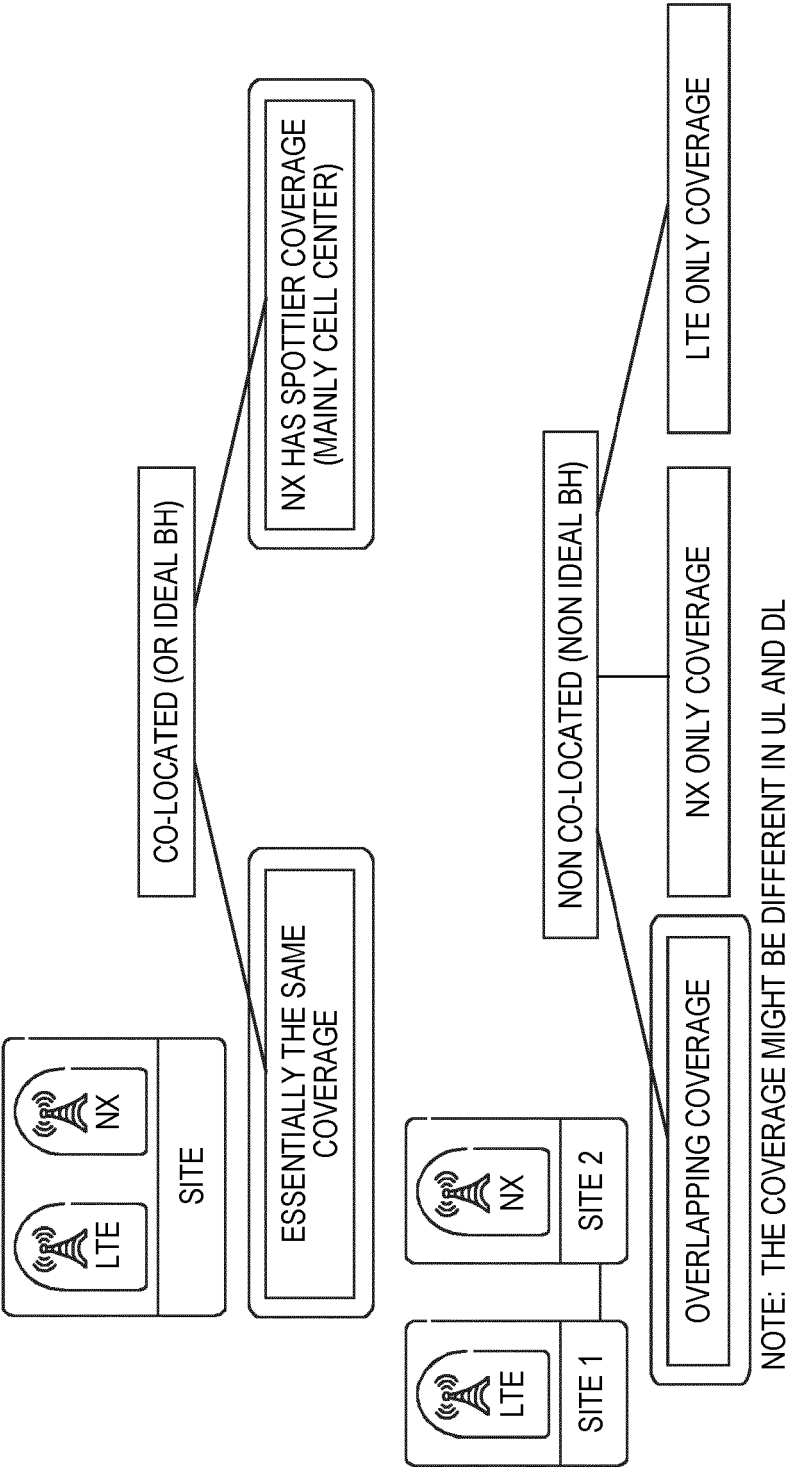 LTE
NX
SITE
CO-LOCATED (OR IDEAL BH)
ESSENTIALLY THE SAME
COVERAGE
NX HAS SPOTTIER COVERAGE
(MAINLY CELL CENTER)
LTE
SITE 1
NX
SITE 2
NON CO-LOCATED (NON IDEAL BH)
OVERLAPPING COVERAGE
NX ONLY COVERAGE
LTE ONLY COVERAGE
NOTE: THE COVERAGE MIGHT BE DIFFERENT IN UL AND DL